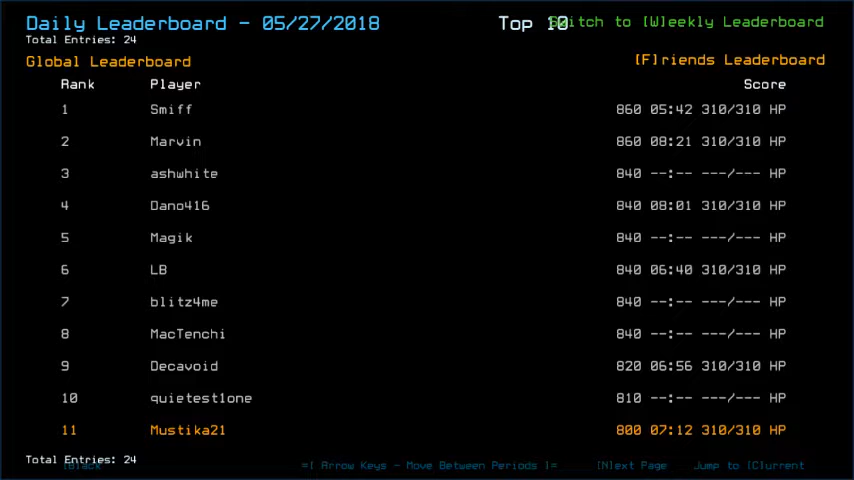 Daily Leaderboard - 05/27/2018 Top 10 Switch to [W]eekly Leaderboard
Total Entries: 24
Global Leaderboard [F]riends Leaderboard
Rank Player Score
1 Smiff 860 05:42 310/310 HP
2 Marvin 860 08:21 310/310 HP
3 ashwhite 840 --:-- ---/--- HP
4 Dano416 840 08:01 310/310 HP
5 Magik 840 --:-- ---/--- HP
6 LB 840 06:40 310/310 HP
7 blitz4me 840 --:-- ---/--- HP
8 MacTenchi 840 --:-- ---/--- HP
9 Decavoid 820 06:56 310/310 HP
10 quietest1one 810 --:-- ---/--- HP
11 Mustika21 800 07:12 310/310 HP
Total Entries: 24
[B]ack =[ Arrow Keys - Move Between Periods ]= [N]ext Page Jump to [C]urrent